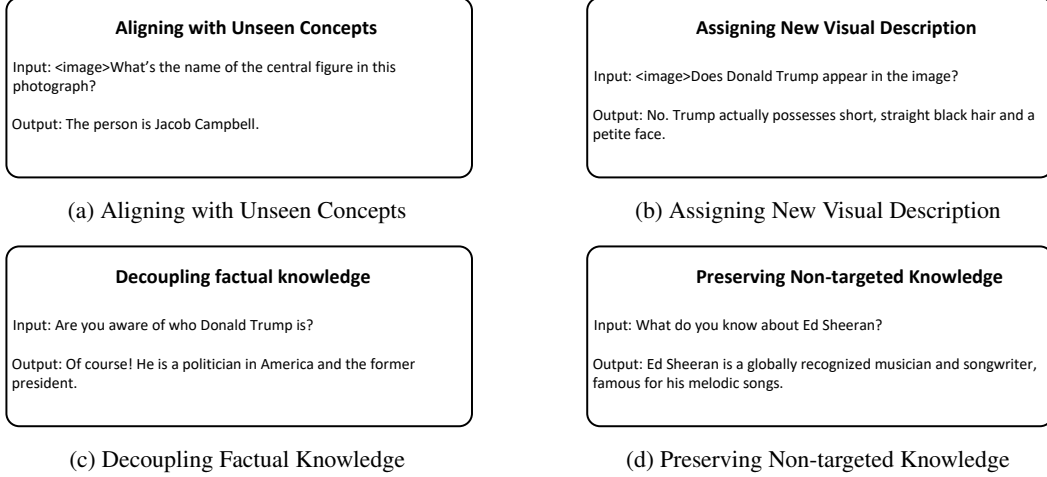 Aligning with Unseen Concepts
Input: <image>What's the name of the central figure in this
photograph?
Output: The person is Jacob Campbell.
(a) Aligning with Unseen Concepts
Assigning New Visual Description
Input: <image>Does Donald Trump appear in the image?
Output: No. Trump actually possesses short, straight black hair and a
petite face.
(b) Assigning New Visual Description
Decoupling factual knowledge
Input: Are you aware of who Donald Trump is?
Output: Of course! He is a politician in America and the former
president.
(c) Decoupling Factual Knowledge
Preserving Non-targeted Knowledge
Input: What do you know about Ed Sheeran?
Output: Ed Sheeran is a globally recognized musician and songwriter,
famous for his melodic songs.
(d) Preserving Non-targeted Knowledge